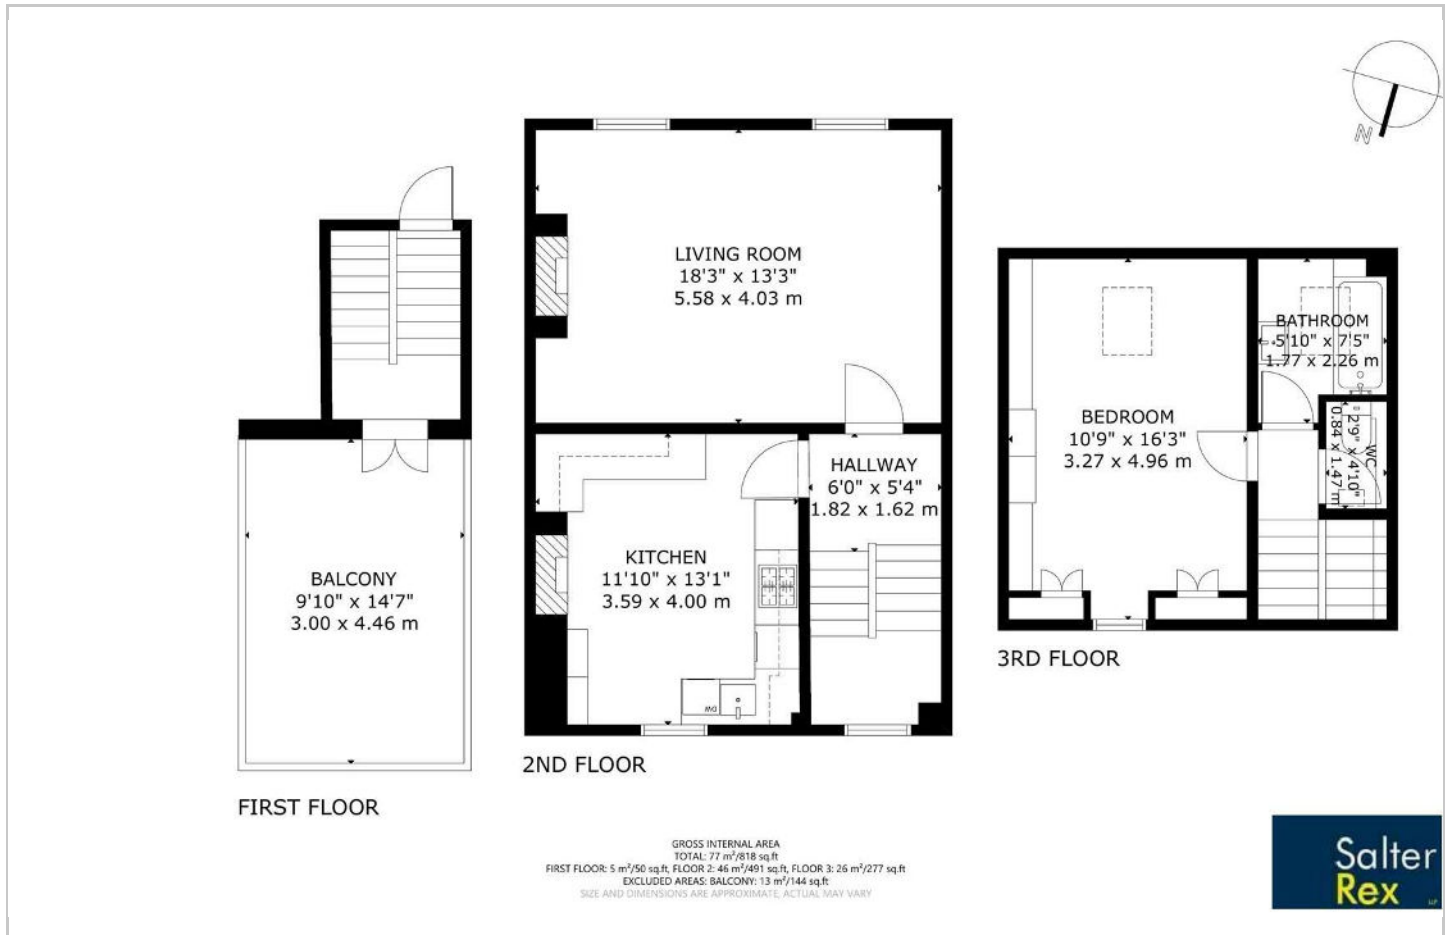 N
LIVING ROOM
18'3" x 13'3"
5.58 x 4.03 m
BATHROOM
5'10" x 7'5"
1.77 x 2.26 m
BEDROOM
10'9" x 16'3"
3.27 x 4.96 m
WC
2'9" x 4'10"
0.84 x 1.47 m
HALLWAY
6'0" x 5'4"
1.82 x 1.62 m
KITCHEN
11'10" x 13'1"
3.59 x 4.00 m
BALCONY
9'10" x 14'7"
3.00 x 4.46 m
DW
3RD FLOOR
2ND FLOOR
FIRST FLOOR
GROSS INTERNAL AREA
TOTAL: 77 m²/818 sq.ft
FIRST FLOOR: 5 m²/50 sq.ft, FLOOR 2: 46 m²/491 sq.ft, FLOOR 3: 26 m²/277 sq.ft
EXCLUDED AREAS: BALCONY: 13 m²/144 sq.ft
SIZE AND DIMENSIONS ARE APPROXIMATE, ACTUAL MAY VARY
Salter
Rex
LLP